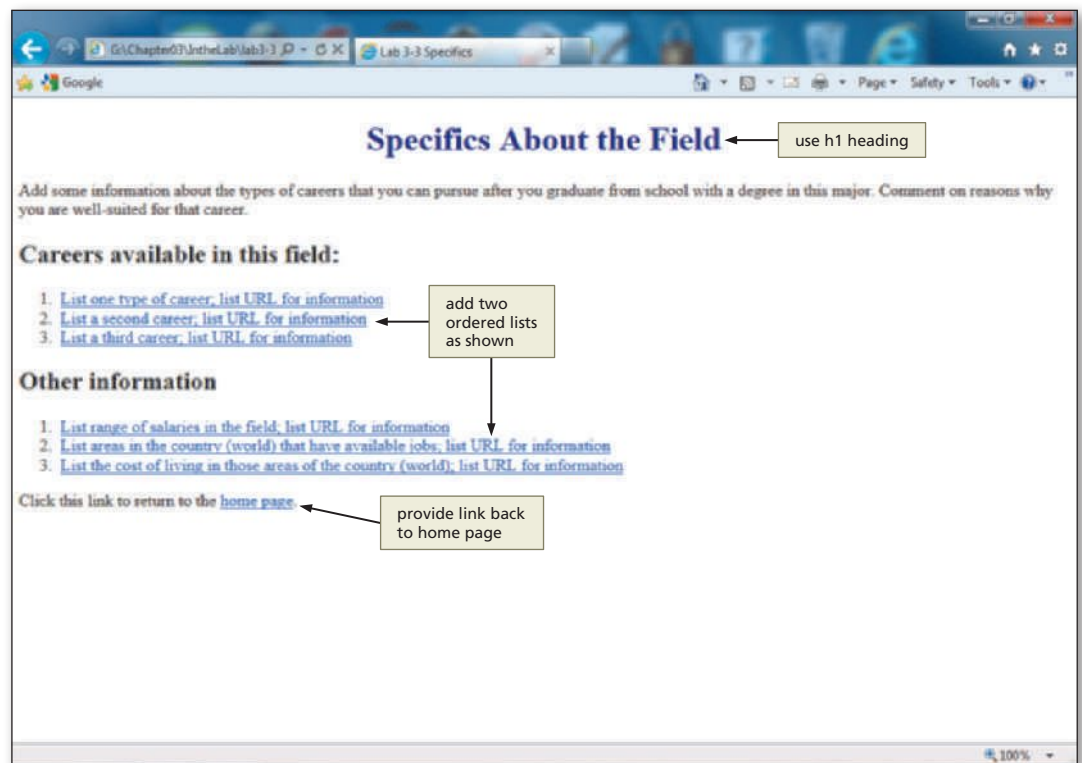 G:\Chapter03\IntheLab\lab3-3
Lab 3-3 Specifics
Google
Page Safety Tools
Specifics About the Field
use h1 heading
Add some information about the types of careers that you can pursue after you graduate from school with a degree in this major. Comment on reasons why
you are well-suited for that career.
Careers available in this field:
1. List one type of career; list URL for information
2. List a second career; list URL for information
3. List a third career; list URL for information
add two
ordered lists
as shown
Other information
1. List range of salaries in the field; list URL for information
2. List areas in the country (world) that have available jobs; list URL for information
3. List the cost of living in those areas of the country (world); list URL for information
Click this link to return to the home page.
provide link back
to home page
100%